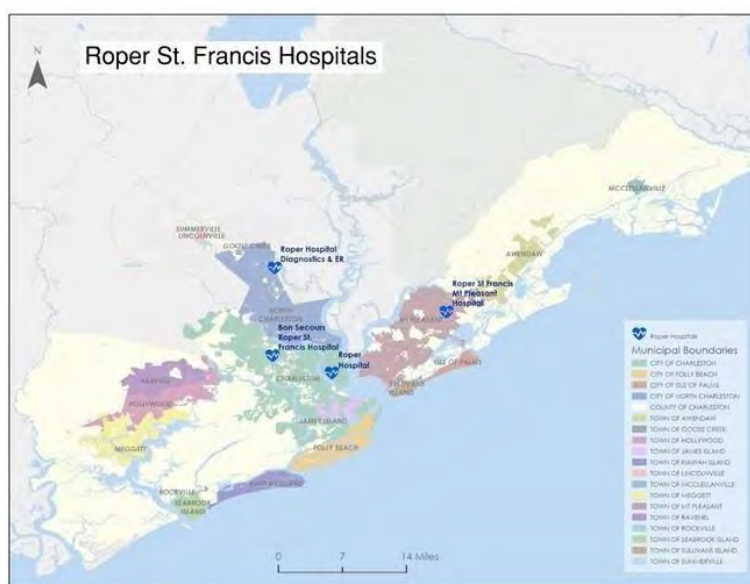 Roper St. Francis Hospitals
N
MCCLELLANVILLE
SUMMERVILLE
LINCOLNVILLE
GOOSE CREEK
AWENDAW
Roper Hospital
Diagnostics & ER
Roper St Francis
Mt Pleasant
Hospital
MT PLEASANT
NORTH
CHARLESTON
Bon Secours
Roper St.
Francis Hospital
Roper
Hospital
ISLE OF PALMS
SULLIVANS
ISLAND
CHARLESTON
RAVENEL
HOLLYWOOD
JAMES ISLAND
MEGGETT
FOLLY BEACH
KIAWAH ISLAND
ROCKVILLE
SEABROOK
ISLAND
0 7 14 Miles
Roper Hospitals
Municipal Boundaries
CITY OF CHARLESTON
CITY OF FOLLY BEACH
CITY OF ISLE OF PALMS
CITY OF NORTH CHARLESTON
COUNTY OF CHARLESTON
TOWN OF AWENDAW
TOWN OF GOOSE CREEK
TOWN OF HOLLYWOOD
TOWN OF JAMES ISLAND
TOWN OF KIAWAH ISLAND
TOWN OF LINCOLNVILLE
TOWN OF MCCLELLANVILLE
TOWN OF MEGGETT
TOWN OF MT PLEASANT
TOWN OF RAVENEL
TOWN OF ROCKVILLE
TOWN OF SEABROOK ISLAND
TOWN OF SULLIVANS ISLAND
TOWN OF SUMMERVILLE